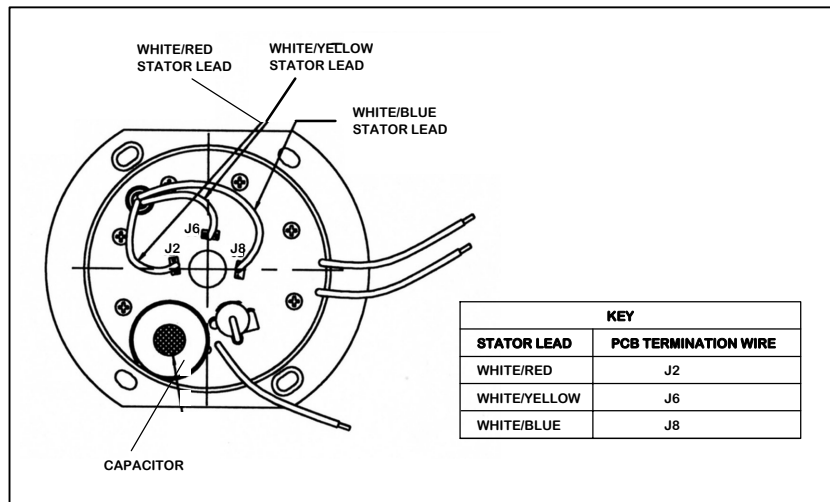 WHITE/RED
STATOR LEAD
WHITE/YELLOW
STATOR LEAD
WHITE/BLUE
STATOR LEAD
J6
J2
J8
CAPACITOR
KEY
STATOR LEAD PCB TERMINATION WIRE
WHITE/RED J2
WHITE/YELLOW J6
WHITE/BLUE J8